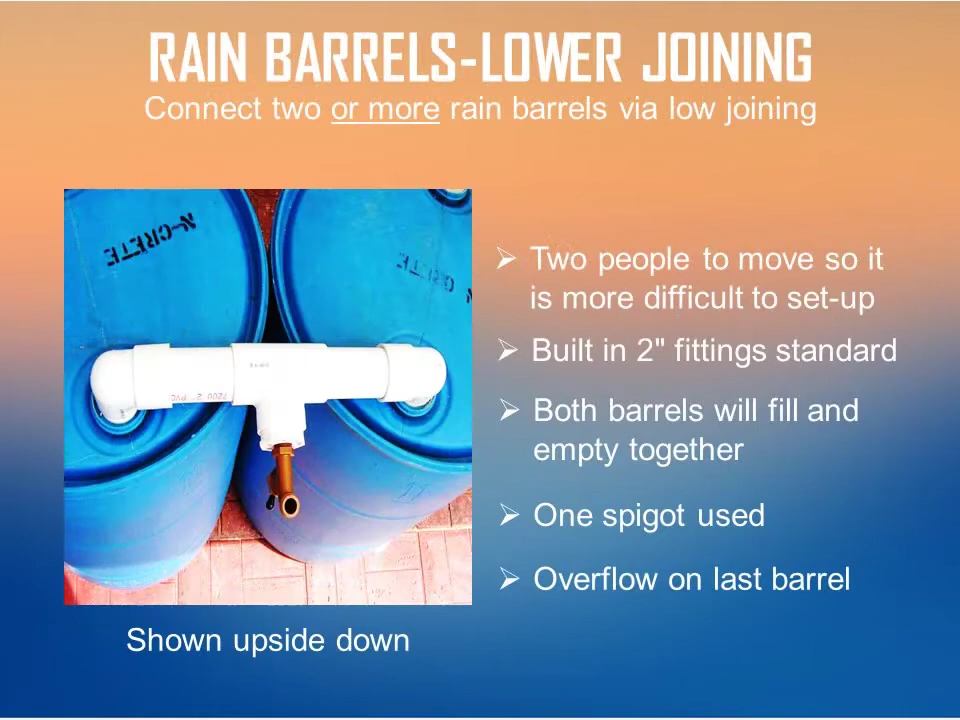 RAIN BARRELS-LOWER JOINING
Connect two or more rain barrels via low joining
N-CRETE
Two people to move so it
is more difficult to set-up
Built in 2" fittings standard
Both barrels will fill and
empty together
One spigot used
Overflow on last barrel
Shown upside down